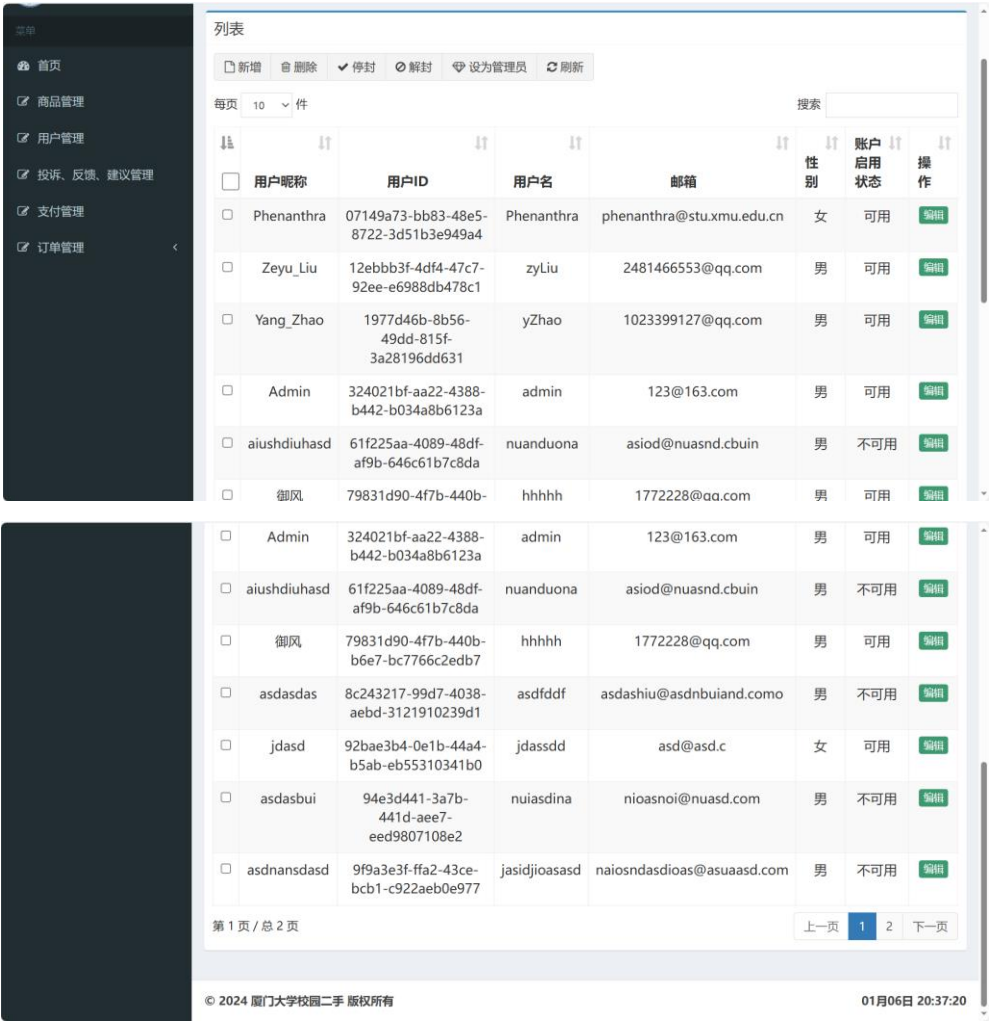 菜单
首页
商品管理
用户管理
投诉、反馈、建议管理
支付管理
订单管理
列表
新增 删除 停封 解封 设为管理员 刷新
每页 10 件 搜索
用户昵称 用户ID 用户名 邮箱 性别 账户启用状态 操作
Phenanthra 07149a73-bb83-48e5-8722-3d51b3e949a4 Phenanthra phenanthra@stu.xmu.edu.cn 女 可用 编辑
Zeyu_Liu 12ebbb3f-4df4-47c7-92ee-e6988db478c1 zyLiu 2481466553@qq.com 男 可用 编辑
Yang_Zhao 1977d46b-8b56-49dd-815f-3a28196dd631 yZhao 1023399127@qq.com 男 可用 编辑
Admin 324021bf-aa22-4388-b442-b034a8b6123a admin 123@163.com 男 可用 编辑
aiushdiuhasd 61f225aa-4089-48df-af9b-646c61b7c8da nuanduona asiod@nuasnd.cbuin 男 不可用 编辑
御风 79831d90-4f7b-440b- hhhhh 1772228@qq.com 男 可用 编辑
Admin 324021bf-aa22-4388-b442-b034a8b6123a admin 123@163.com 男 可用 编辑
aiushdiuhasd 61f225aa-4089-48df-af9b-646c61b7c8da nuanduona asiod@nuasnd.cbuin 男 不可用 编辑
御风 79831d90-4f7b-440b-b6e7-bc7766c2edb7 hhhhh 1772228@qq.com 男 可用 编辑
asdasdas 8c243217-99d7-4038-aebd-3121910239d1 asdfddf asdashiu@asdnbuiand.como 男 不可用 编辑
jdasd 92bae3b4-0e1b-44a4-b5ab-eb55310341b0 jdassdd asd@asd.c 女 可用 编辑
asdasbui 94e3d441-3a7b-441d-aee7-eed9807108e2 nuiasdina nioasnoi@nuasd.com 男 不可用 编辑
asdnansdasd 9f9a3e3f-ffa2-43ce-bcb1-c922aeb0e977 jasidjioasasd naiosndasdioas@asuaasd.com 男 不可用 编辑
第 1 页 / 总 2 页 上一页 1 2 下一页
© 2024 厦门大学校园二手 版权所有 01月06日 20:37:20